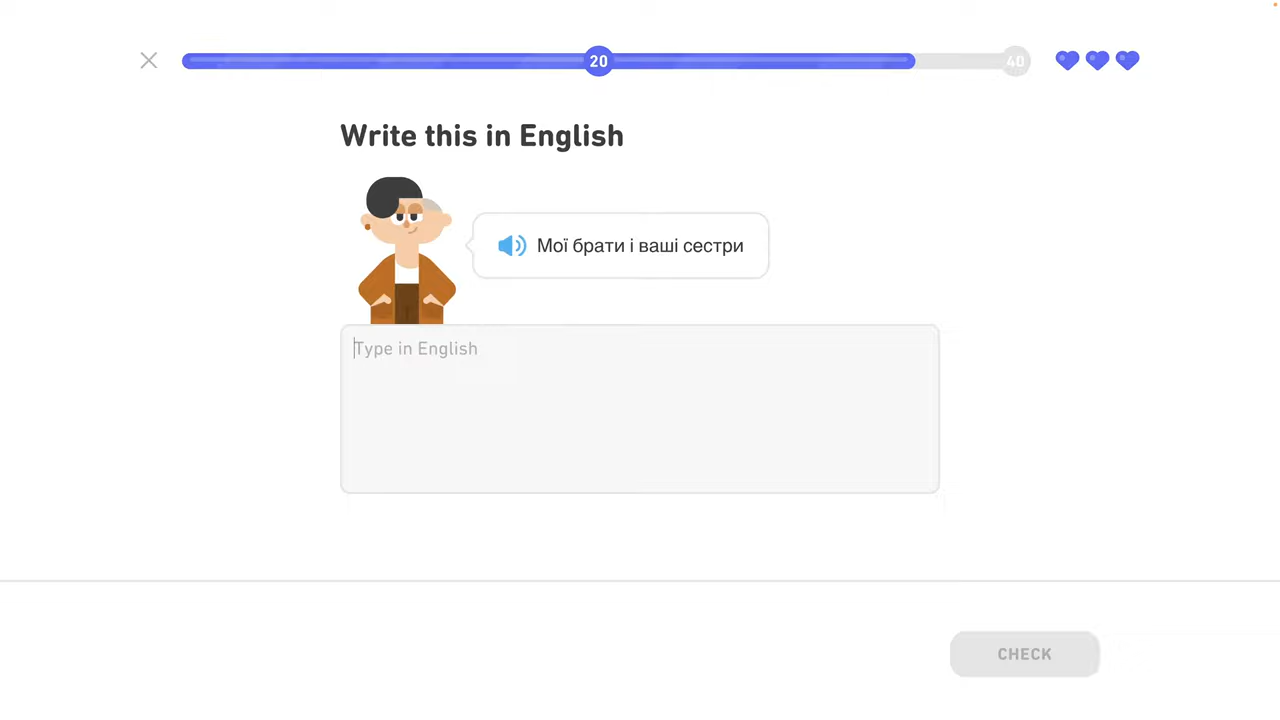 20
40
Write this in English
Мої брати і ваші сестри
Type in English
CHECK